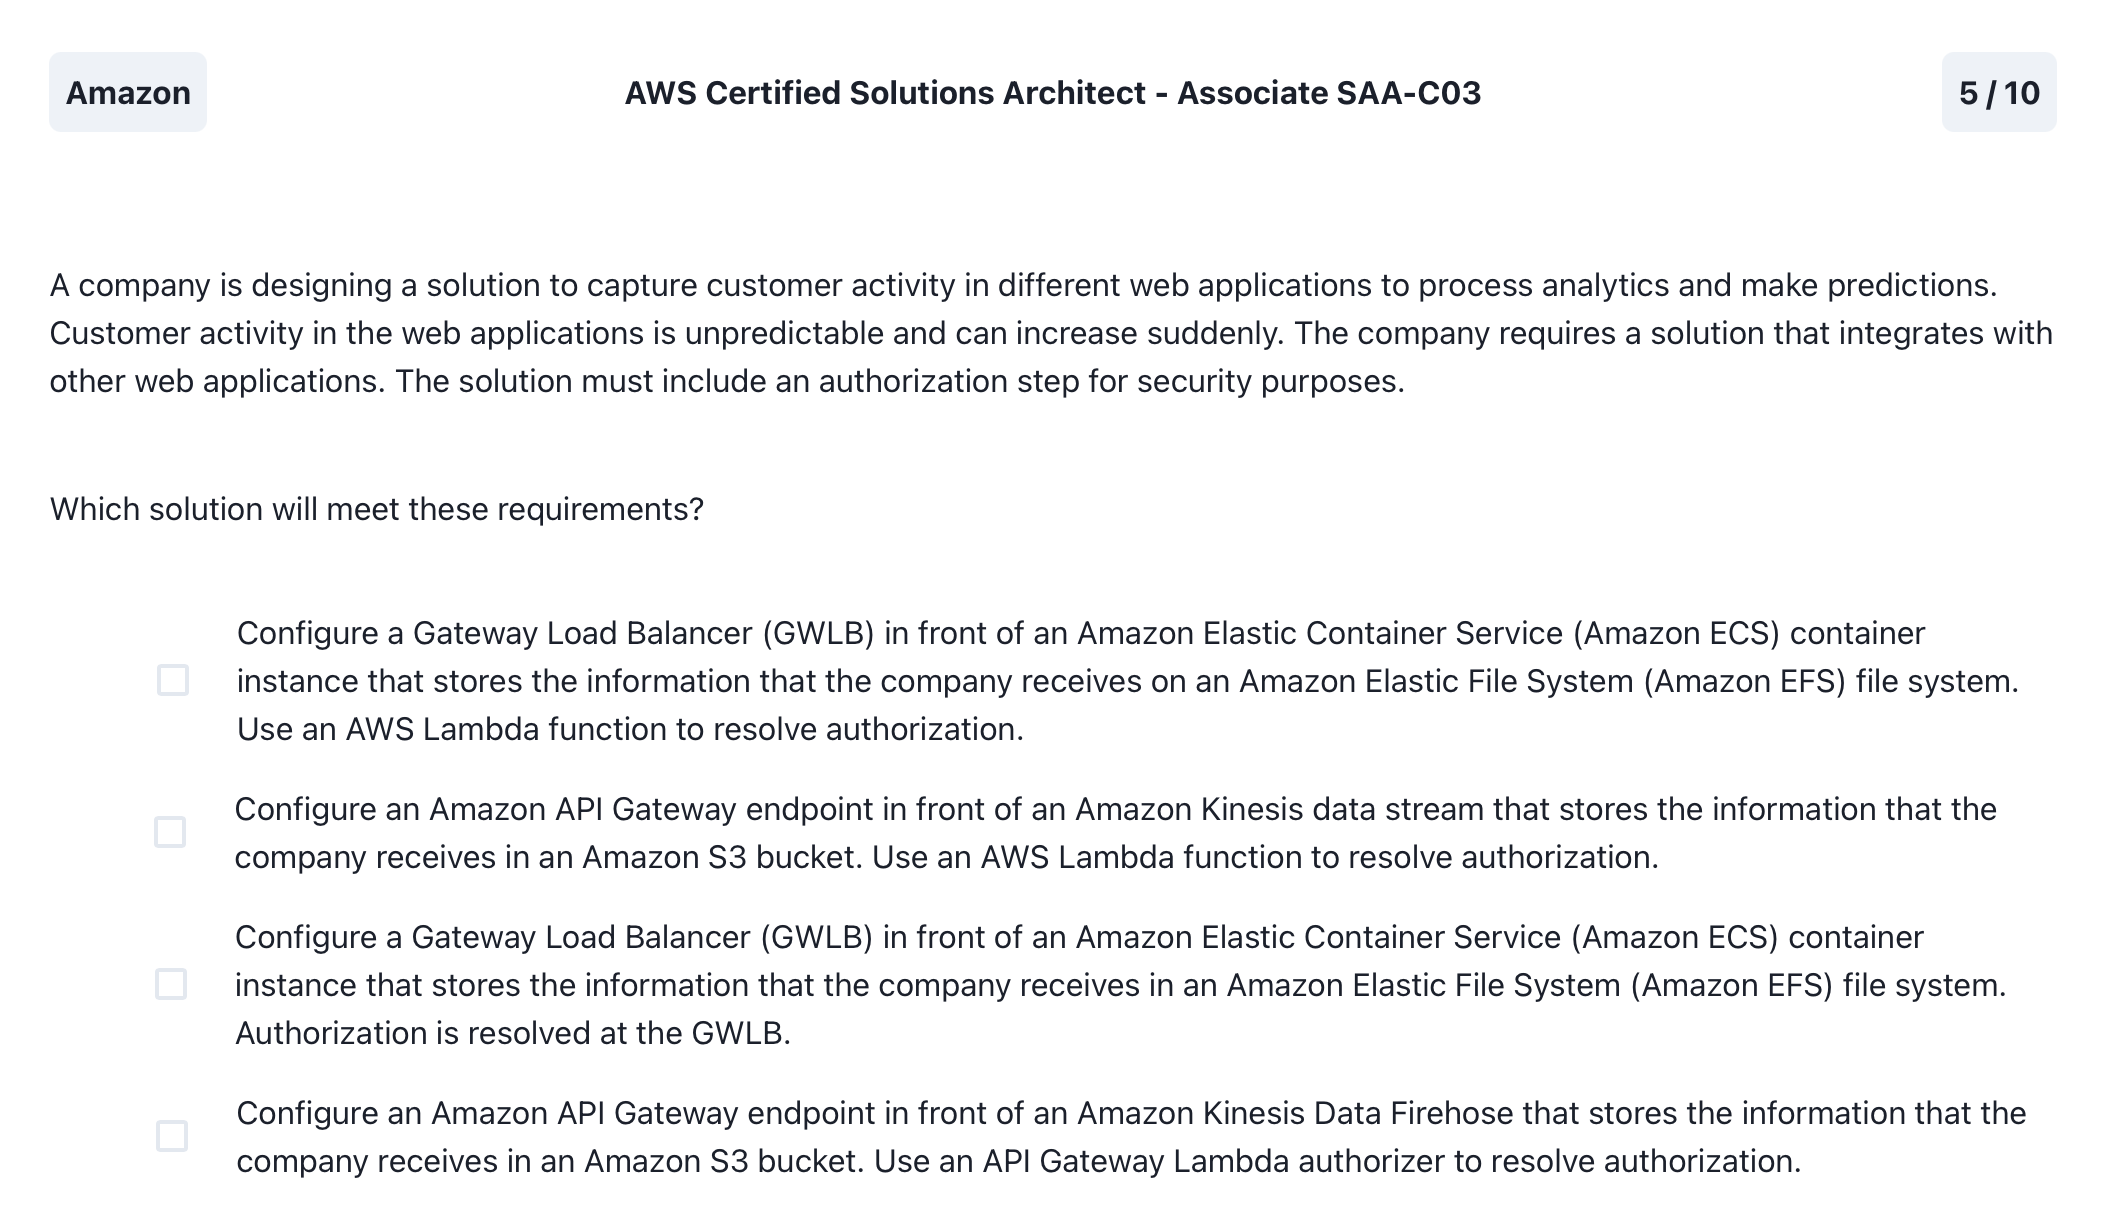 Amazon
AWS Certified Solutions Architect - Associate SAA-C03
5 / 10
A company is designing a solution to capture customer activity in different web applications to process analytics and make predictions.
Customer activity in the web applications is unpredictable and can increase suddenly. The company requires a solution that integrates with
other web applications. The solution must include an authorization step for security purposes.
Which solution will meet these requirements?
Configure a Gateway Load Balancer (GWLB) in front of an Amazon Elastic Container Service (Amazon ECS) container
instance that stores the information that the company receives on an Amazon Elastic File System (Amazon EFS) file system.
Use an AWS Lambda function to resolve authorization.
Configure an Amazon API Gateway endpoint in front of an Amazon Kinesis data stream that stores the information that the
company receives in an Amazon S3 bucket. Use an AWS Lambda function to resolve authorization.
Configure a Gateway Load Balancer (GWLB) in front of an Amazon Elastic Container Service (Amazon ECS) container
instance that stores the information that the company receives in an Amazon Elastic File System (Amazon EFS) file system.
Authorization is resolved at the GWLB.
Configure an Amazon API Gateway endpoint in front of an Amazon Kinesis Data Firehose that stores the information that the
company receives in an Amazon S3 bucket. Use an API Gateway Lambda authorizer to resolve authorization.